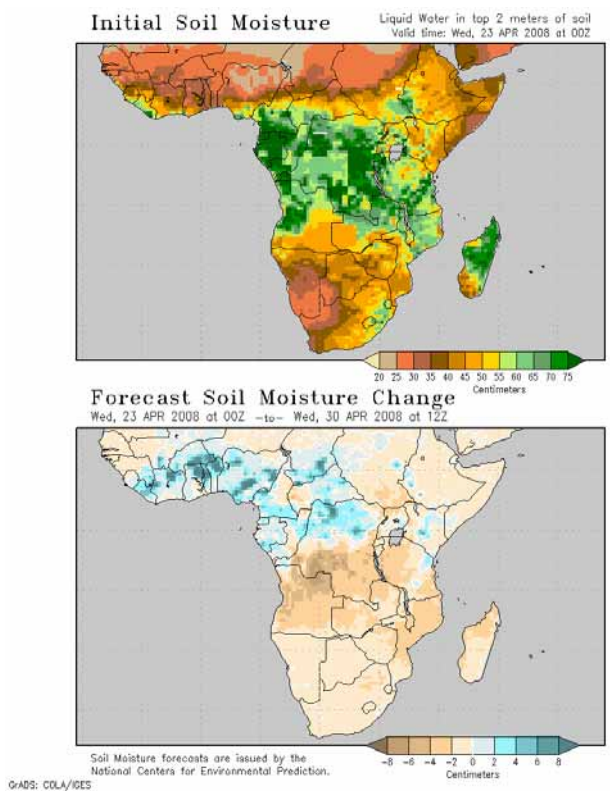 Initial Soil Moisture
Liquid Water in top 2 meters of soil
Valid time: Wed, 23 APR 2008 at 00Z
20 25 30 35 40 45 50 55 60 65 70 75
Centimeters
Forecast Soil Moisture Change
Wed, 23 APR 2008 at 00Z -to- Wed, 30 APR 2008 at 12Z
Soil Moisture forecasts are issued by the
National Centers for Environmental Prediction.
-8 -6 -4 -2 0 2 4 6 8
Centimeters
GrADS: COLA/IGES